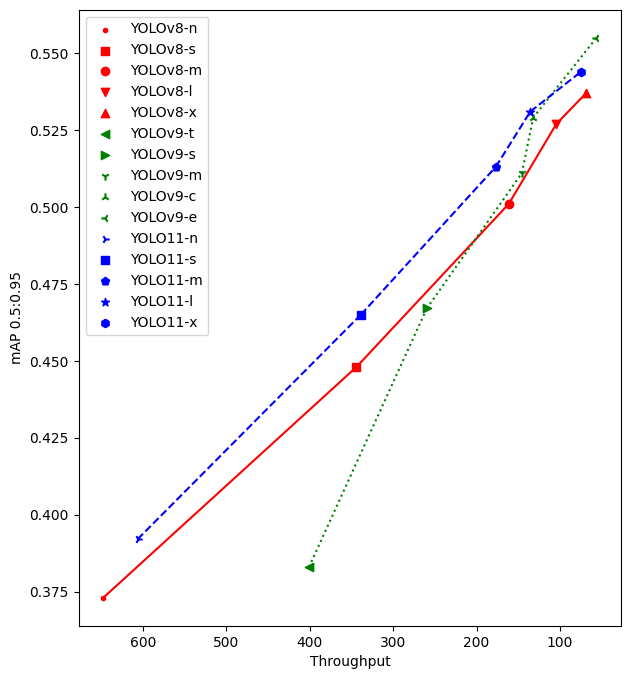 YOLOv8-n
YOLOv8-s
YOLOv8-m
YOLOv8-l
YOLOv8-x
YOLOv9-t
YOLOv9-s
YOLOv9-m
YOLOv9-c
YOLOv9-e
YOLO11-n
YOLO11-s
YOLO11-m
YOLO11-l
YOLO11-x
mAP 0.5:0.95
0.550
0.525
0.500
0.475
0.450
0.425
0.400
0.375
600 500 400 300 200 100
Throughput